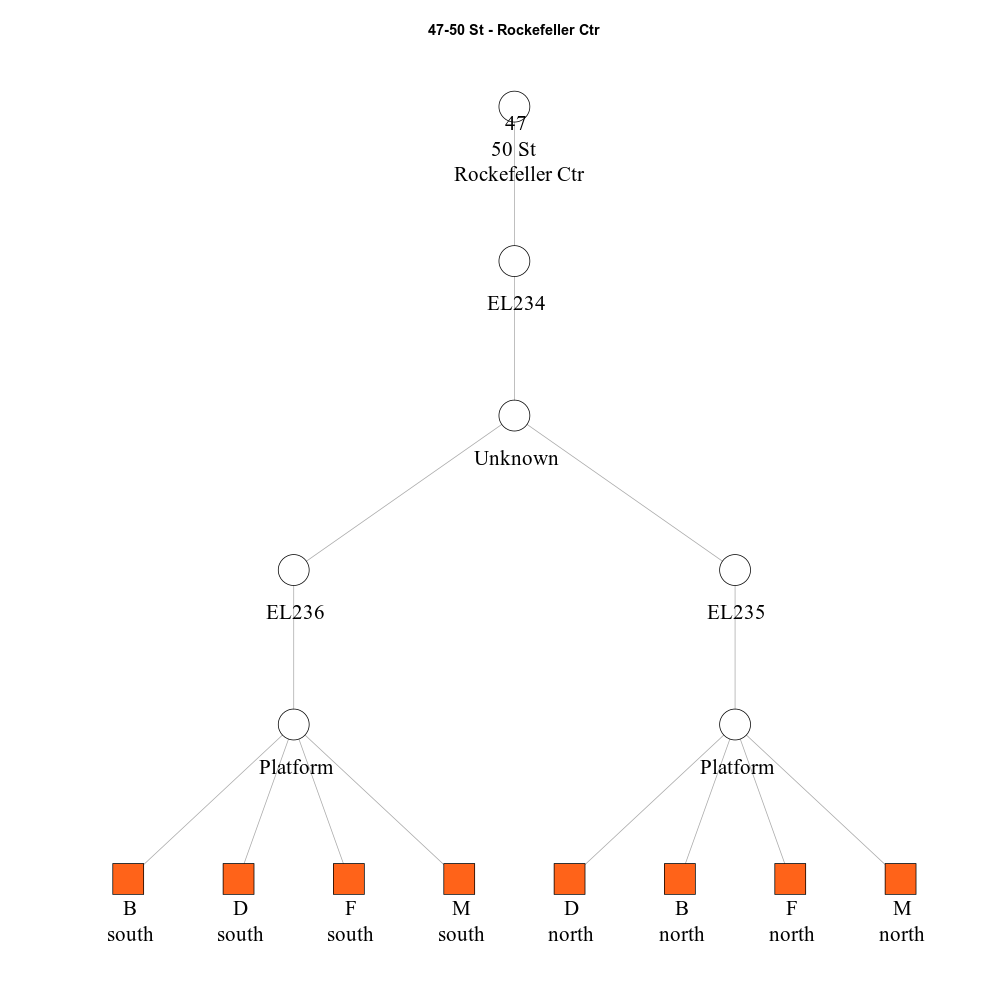 47-50 St - Rockefeller Ctr
47
50 St
Rockefeller Ctr
EL234
Unknown
EL236 EL235
Platform Platform
B D F M D B F M
south south south south north north north north